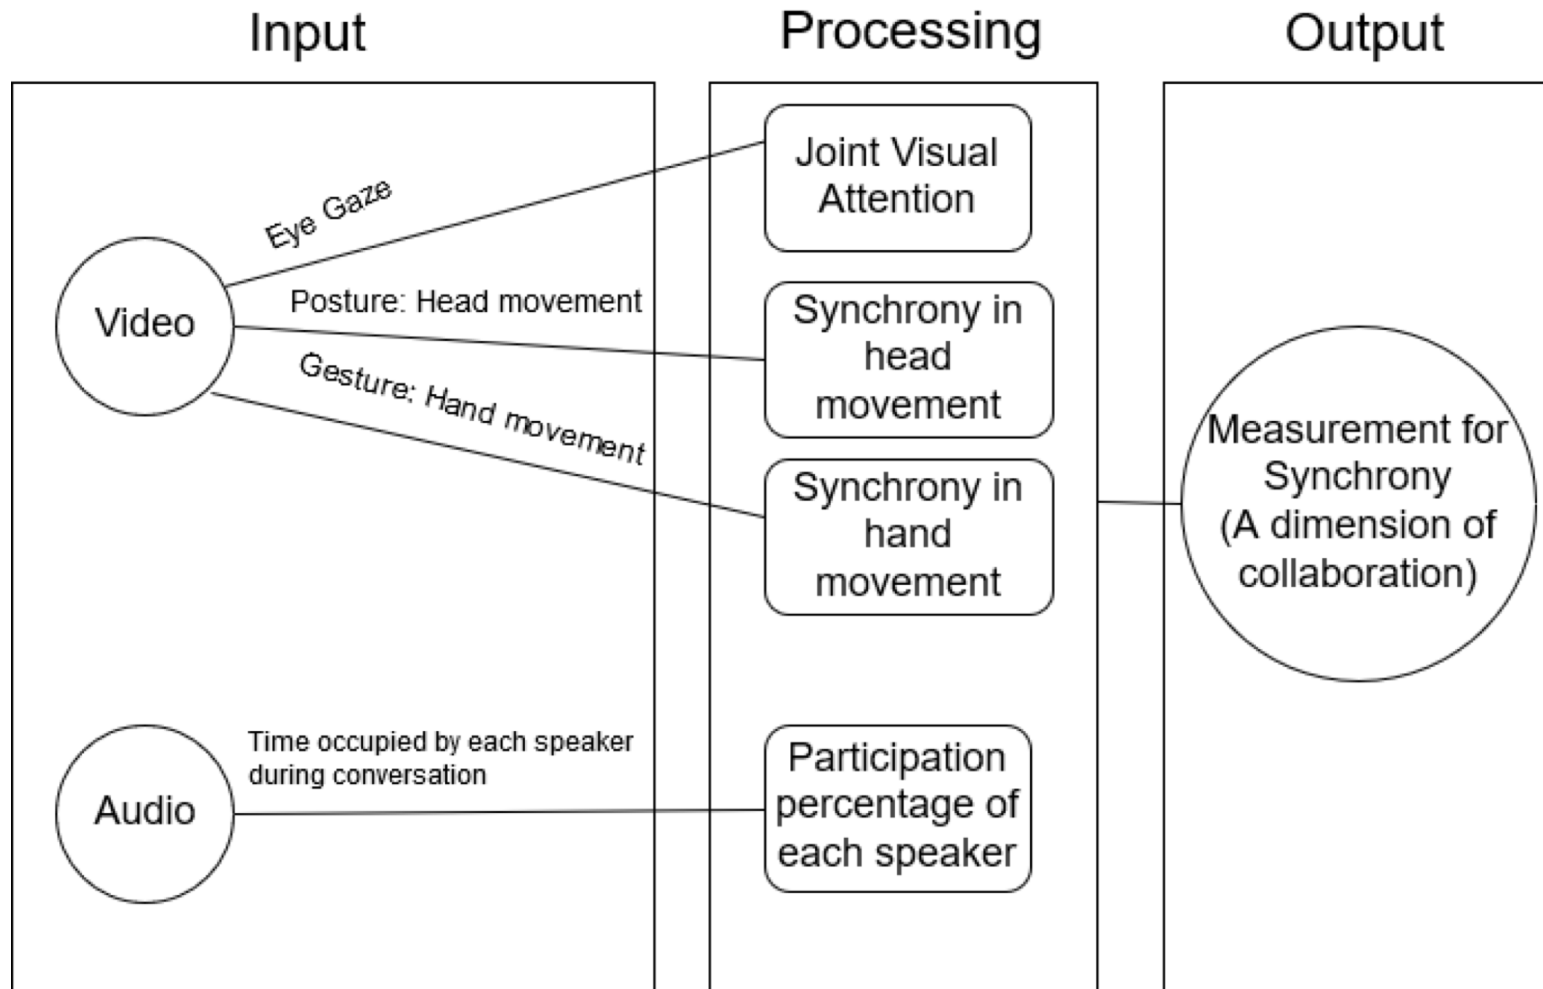 Input
Processing
Output
Video
Eye Gaze
Posture: Head movement
Gesture: Hand movement
Joint Visual
Attention
Synchrony in
head
movement
Synchrony in
hand
movement
Audio
Time occupied by each speaker
during conversation
Participation
percentage of
each speaker
Measurement for
Synchrony
(A dimension of
collaboration)